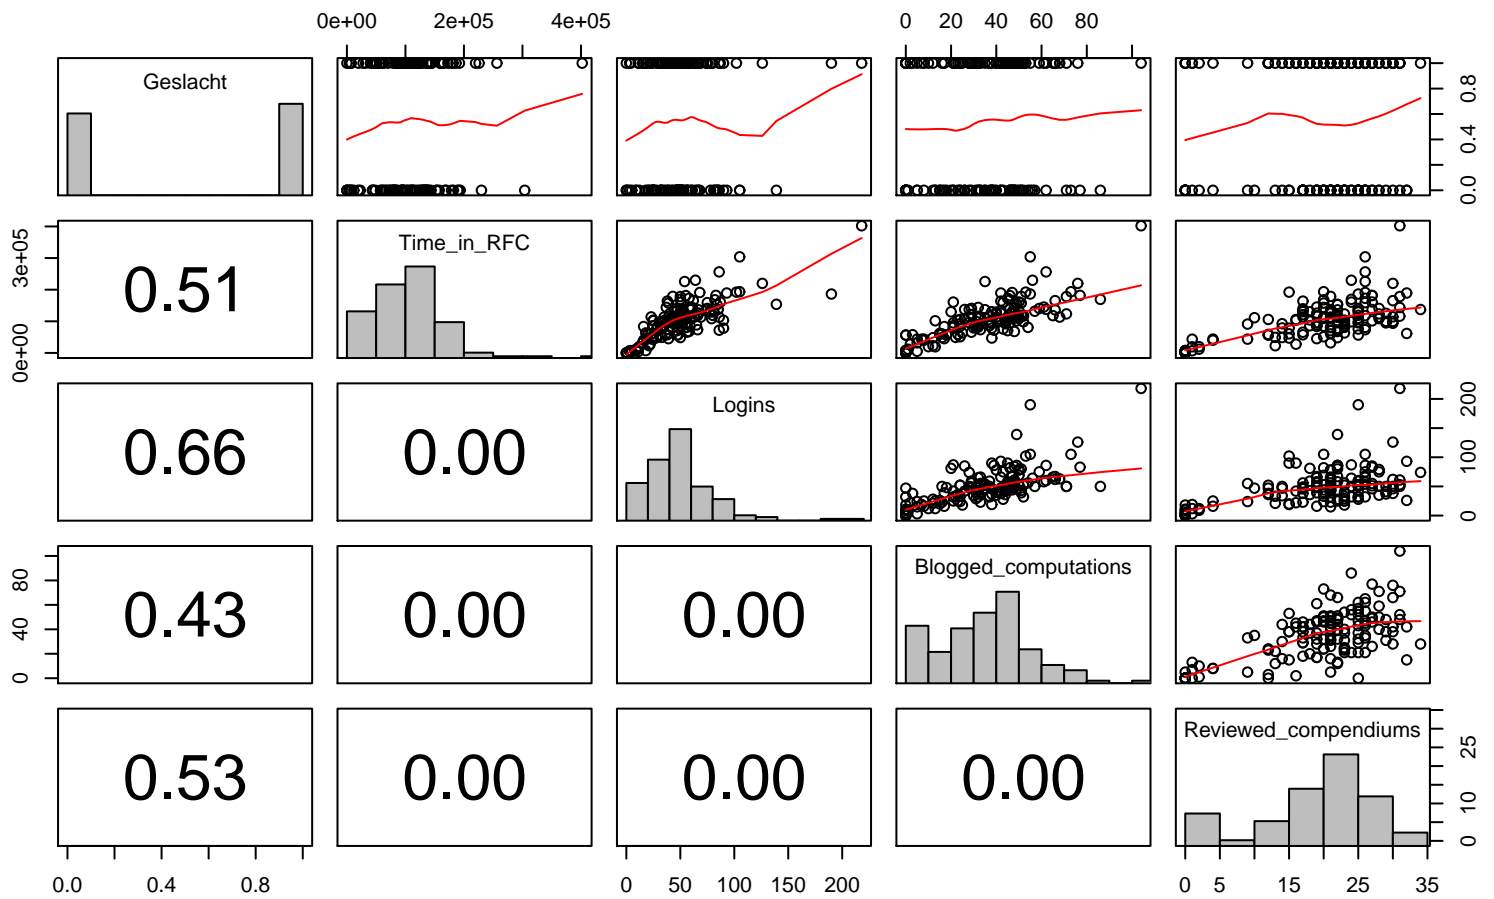 0e+00 2e+05 4e+05 0 20 40 60 80
Geslacht
0.0 0.4 0.8
0.51
Time_in_RFC
0e+00 3e+05
0.66
0.00
Logins
0 100 200
0.43
0.00
0.00
Blogged_computations
0 40 80
0.53
0.00
0.00
0.00
Reviewed_compendiums
0 10 25
0.0 0.4 0.8 0 50 100 150 200 0 5 15 25 35